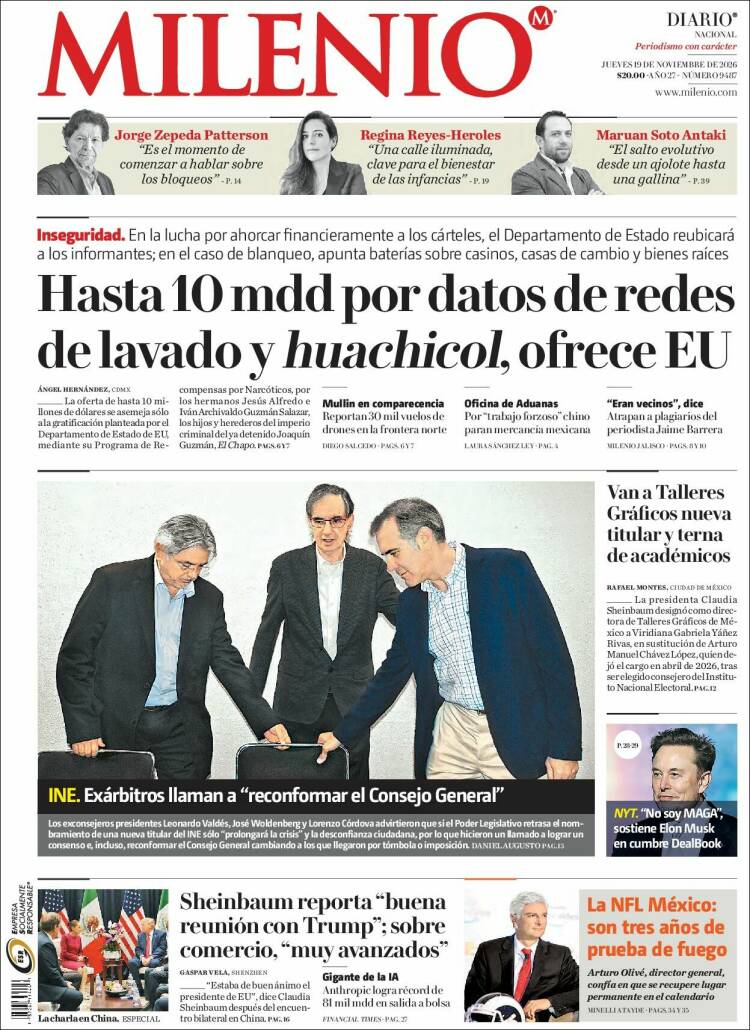 MILENIO
M
DIARIO®
NACIONAL
Periodismo con carácter
JUEVES 19 DE NOVIEMBRE DE 2026
$20.00 · AÑO 27 · NÚMERO 9487
www.milenio.com
Jorge Zepeda Patterson
“Es el momento de
comenzar a hablar sobre
los bloqueos” - P. 14
Regina Reyes-Heroles
“Una calle iluminada,
clave para el bienestar
de las infancias” - P. 19
Maruan Soto Antaki
“El salto evolutivo
desde un ajolote hasta
una gallina” - P. 39
Inseguridad. En la lucha por ahorcar financieramente a los cárteles, el Departamento de Estado reubicará
a los informantes; en el caso de blanqueo, apunta baterías sobre casinos, casas de cambio y bienes raíces
Hasta 10 mdd por datos de redes
de lavado y huachicol, ofrece EU
ÁNGEL HERNÁNDEZ, CDMX
La oferta de hasta 10 mi-
llones de dólares se asemeja sólo
a la gratificación planteada por el
Departamento de Estado de EU,
mediante su Programa de Re-
compensas por Narcóticos, por
los hermanos Jesús Alfredo e
Iván Archivaldo Guzmán Salazar,
los hijos y herederos del imperio
criminal del ya detenido Joaquín
Guzmán, El Chapo. PAGS. 6 Y 7
Mullin en comparecencia
Reportan 30 mil vuelos de
drones en la frontera norte
DIEGO SALCEDO - PAGS. 6 Y 7
Oficina de Aduanas
Por “trabajo forzoso” chino
paran mercancía mexicana
LAURA SÁNCHEZ LEY - PAG. 4
“Eran vecinos”, dice
Atrapan a plagiarios del
periodista Jaime Barrera
MILENIO JALISCO - PAGS. 8 Y 10
INE. Exárbitros llaman a “reconformar el Consejo General”
Los exconsejeros presidentes Leonardo Valdés, José Woldenberg y Lorenzo Córdova advirtieron que si el Poder Legislativo retrasa el nom-
bramiento de una nueva titular del INE sólo “prolongará la crisis” y la desconfianza ciudadana, por lo que hicieron un llamado a lograr un
consenso e, incluso, reconformar el Consejo General cambiando a los que llegaron por tómbola o imposición. DANIEL AUGUSTO PAG. 13
Van a Talleres
Gráficos nueva
titular y terna
de académicos
RAFAEL MONTES, CIUDAD DE MÉXICO
La presidenta Claudia
Sheinbaum designó como direc-
tora de Talleres Gráficos de Mé-
xico a Viridiana Gabriela Yáñez
Rivas, en sustitución de Arturo
Manuel Chávez López, quien de-
jó el cargo en abril de 2026, tras
ser elegido consejero del Institu-
to Nacional Electoral. PAG. 12
P. 28-29
NYT. “No soy MAGA”,
sostiene Elon Musk
en cumbre DealBook
EMPRESA
SOCIALMENTE
RESPONSABLE®
ESR
La charla en China. ESPECIAL
Sheinbaum reporta “buena
reunión con Trump”; sobre
comercio, “muy avanzados”
GASPAR VELA, SHENZHEN
“Estaba de buen ánimo el
presidente de EU”, dice Claudia
Sheinbaum después del encuen-
tro bilateral en China. PAG. 16
Gigante de la IA
Anthropic logra récord de
81 mil mdd en salida a bolsa
FINANCIAL TIMES - PAG. 27
La NFL México:
son tres años de
prueba de fuego
Arturo Olivé, director general,
confía en que se recupere lugar
permanente en el calendario
MINELLI ATAYDE - PAGS. 34 Y 35